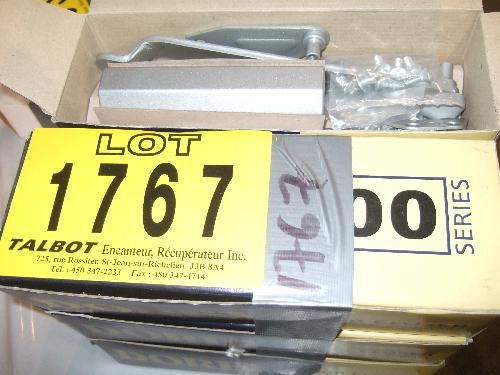 LOT
1767
TALBOT Encanteur, Récupérateur Inc.
725, rue Rossiter, St-Jean-sur-Richelieu J3B 8A4
Tél.: 450 347-2233 Fax: 450 347-4714
1767
00
SERIES